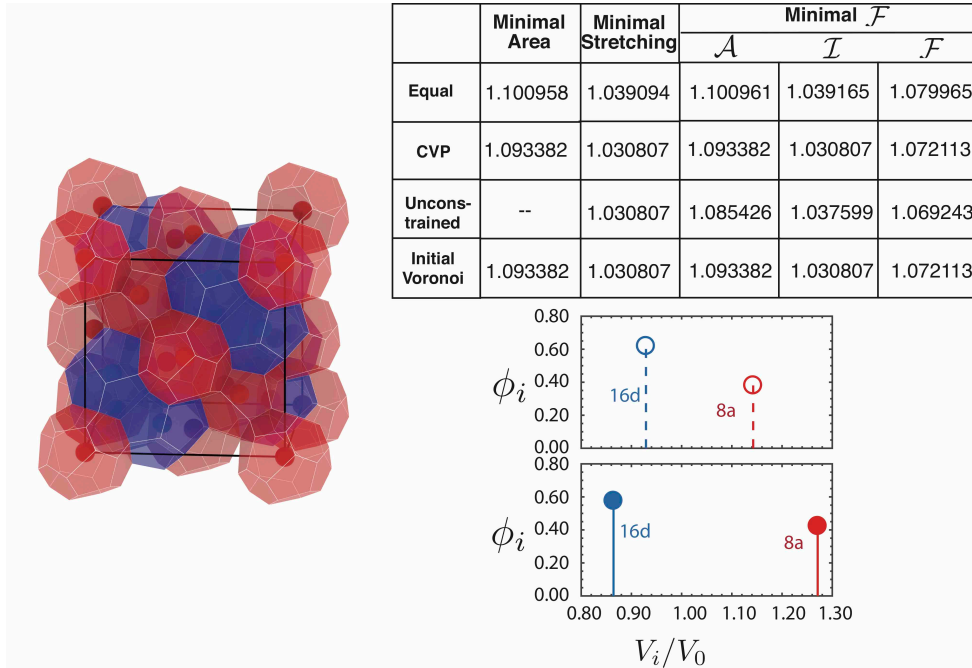 Minimal Area Minimal Stretching Minimal F
A I F
Equal 1.100958 1.039094 1.100961 1.039165 1.079965
CVP 1.093382 1.030807 1.093382 1.030807 1.072113
Uncons-trained -- 1.030807 1.085426 1.037599 1.069243
Initial Voronoi 1.093382 1.030807 1.093382 1.030807 1.072113
0.80
0.60
0.40
0.20
0.00
ϕi
16d
8a
0.80
0.60
0.40
0.20
0.00
ϕi
16d
8a
0.80 0.90 1.00 1.10 1.20 1.30
Vi/V0